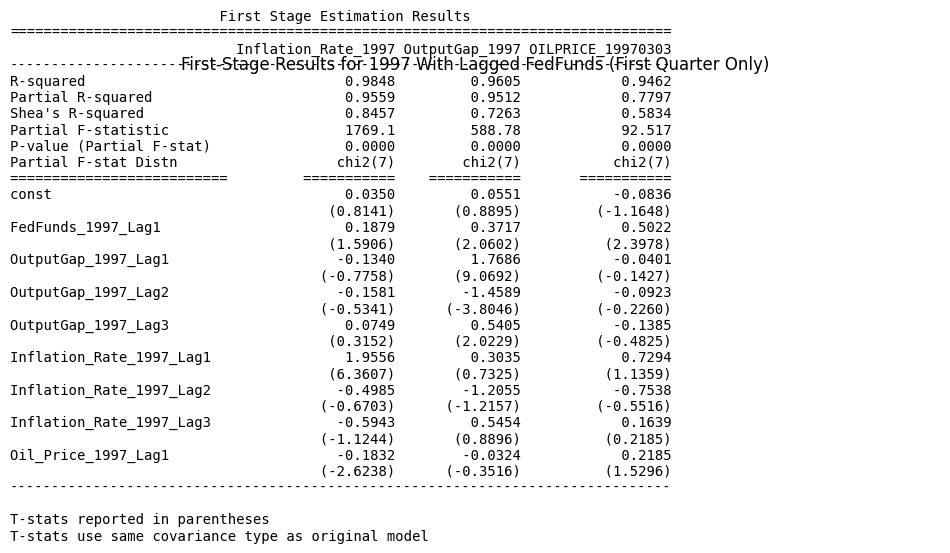 First Stage Estimation Results
===============================================================================
Inflation_Rate_1997 OutputGap_1997 OILPRICE_19970303
-------------------------------------------------------------------------------
First-Stage Results for 1997 With Lagged FedFunds (First Quarter Only)
R-squared 0.9848 0.9605 0.9462
Partial R-squared 0.9559 0.9512 0.7797
Shea's R-squared 0.8457 0.7263 0.5834
Partial F-statistic 1769.1 588.78 92.517
P-value (Partial F-stat) 0.0000 0.0000 0.0000
Partial F-stat Distn chi2(7) chi2(7) chi2(7)
========================== =========== =========== ===========
const 0.0350 0.0551 -0.0836
(0.8141) (0.8895) (-1.1648)
FedFunds_1997_Lag1 0.1879 0.3717 0.5022
(1.5906) (2.0602) (2.3978)
OutputGap_1997_Lag1 -0.1340 1.7686 -0.0401
(-0.7758) (9.0692) (-0.1427)
OutputGap_1997_Lag2 -0.1581 -1.4589 -0.0923
(-0.5341) (-3.8046) (-0.2260)
OutputGap_1997_Lag3 0.0749 0.5405 -0.1385
(0.3152) (2.0229) (-0.4825)
Inflation_Rate_1997_Lag1 1.9556 0.3035 0.7294
(6.3607) (0.7325) (1.1359)
Inflation_Rate_1997_Lag2 -0.4985 -1.2055 -0.7538
(-0.6703) (-1.2157) (-0.5516)
Inflation_Rate_1997_Lag3 -0.5943 0.5454 0.1639
(-1.1244) (0.8896) (0.2185)
Oil_Price_1997_Lag1 -0.1832 -0.0324 0.2185
(-2.6238) (-0.3516) (1.5296)
-------------------------------------------------------------------------------
T-stats reported in parentheses
T-stats use same covariance type as original model